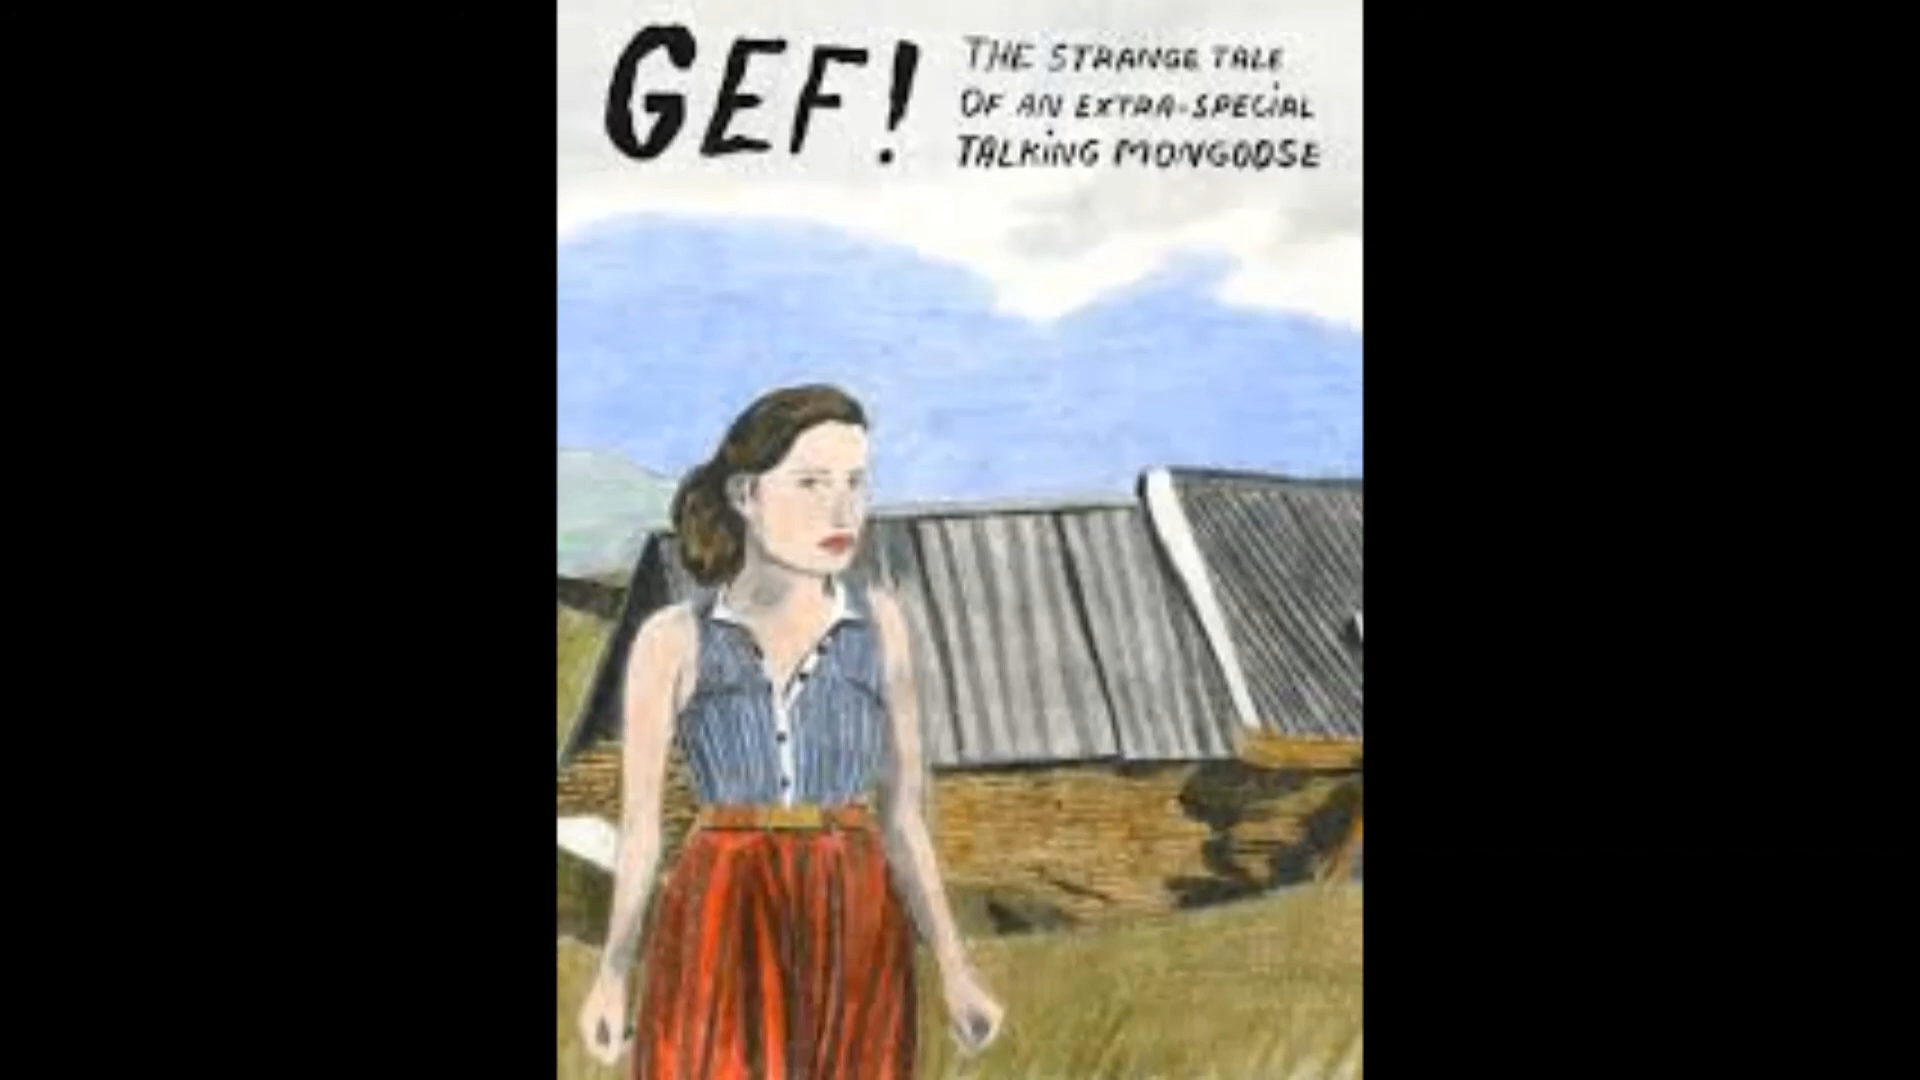 GEF!
THE STRANGE TALE
OF AN EXTRA-SPECIAL
TALKING MONGOOSE